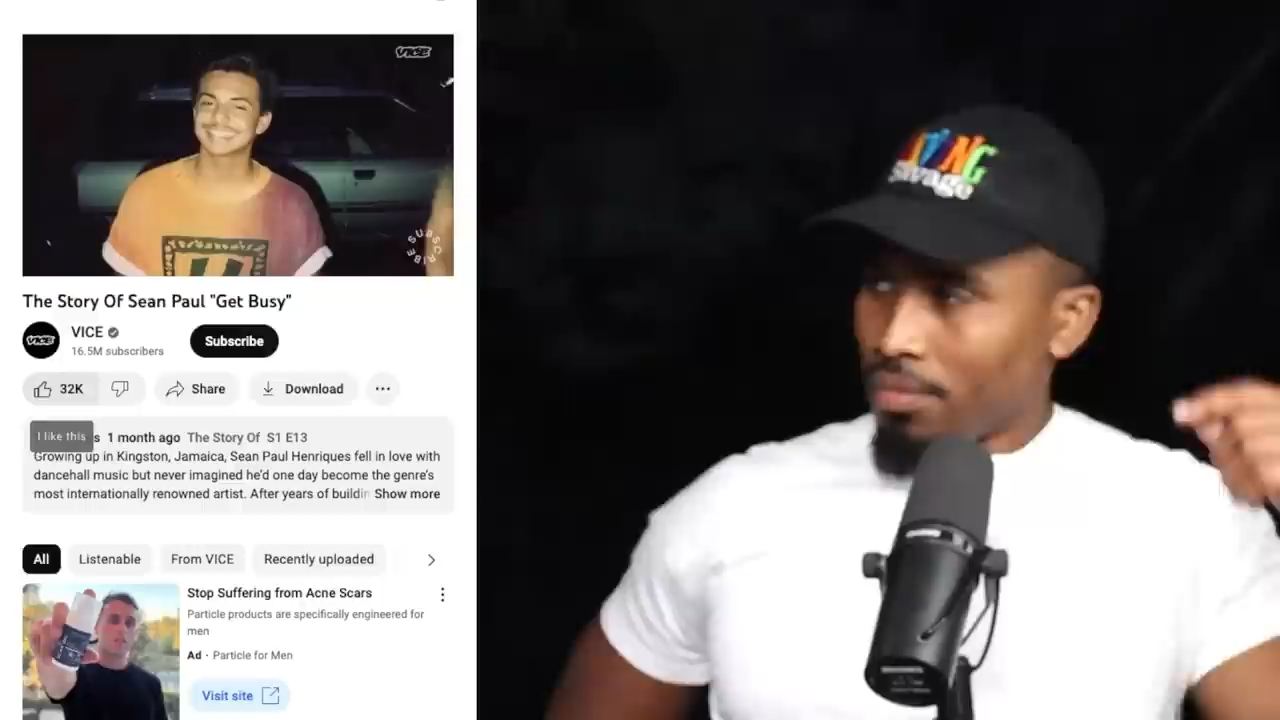 VICE
SUBSCRIBE
The Story Of Sean Paul "Get Busy"
VICE
VICE
16.5M subscribers
Subscribe
32K
Share
Download
I like this
s 1 month ago The Story Of S1 E13
Growing up in Kingston, Jamaica, Sean Paul Henriques fell in love with
dancehall music but never imagined he'd one day become the genre's
most internationally renowned artist. After years of buildin Show more
All
Listenable
From VICE
Recently uploaded
Stop Suffering from Acne Scars
Particle products are specifically engineered for
men
Ad · Particle for Men
Visit site
savage